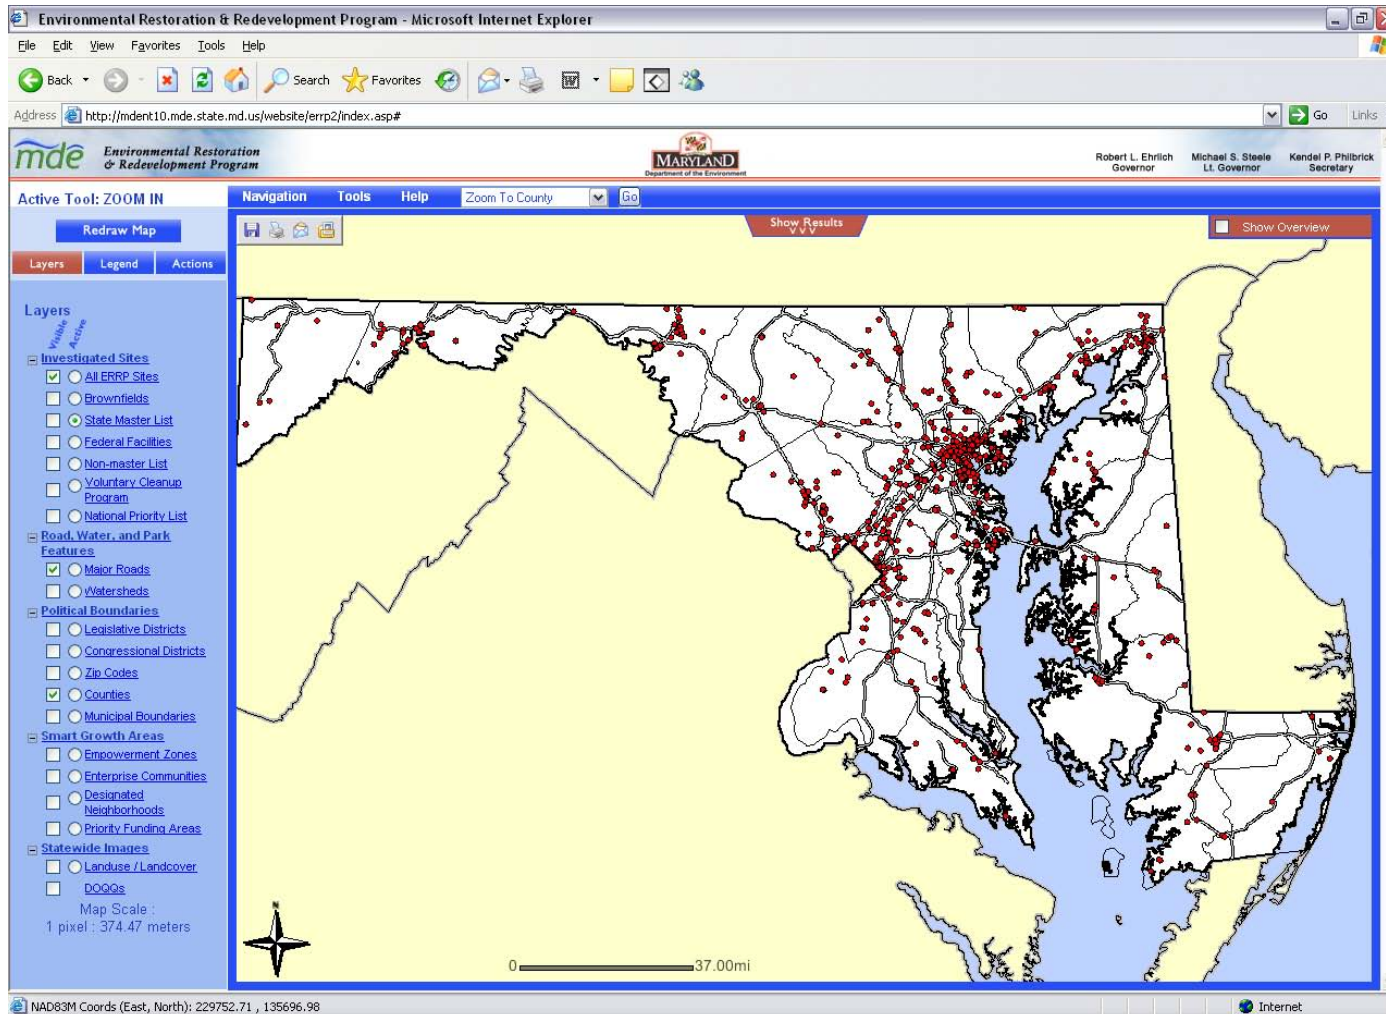 Environmental Restoration & Redevelopment Program - Microsoft Internet Explorer
File Edit View Favorites Tools Help
Back Search Favorites
Address http://mdent10.mde.state.md.us/website/errp2/index.asp# Go Links
mde Environmental Restoration
& Redevelopment Program
MARYLAND
Department of the Environment
Robert L. Ehrlich Michael S. Steele Kendel P. Philbrick
Governor Lt. Governor Secretary
Active Tool: ZOOM IN
Navigation Tools Help Zoom To County Go
Redraw Map
Show Results
V V V
Show Overview
Layers Legend Actions
Layers
Visible
Active
Investigated Sites
All ERRP Sites
Brownfields
State Master List
Federal Facilities
Non-master List
Voluntary Cleanup
Program
National Priority List
Road, Water, and Park
Features
Major Roads
Watersheds
Political Boundaries
Legislative Districts
Congressional Districts
Zip Codes
Counties
Municipal Boundaries
Smart Growth Areas
Empowerment Zones
Enterprise Communities
Designated
Neighborhoods
Priority Funding Areas
Statewide Images
Landuse / Landcover
DOQQs
Map Scale :
1 pixel : 374.47 meters
N
0 37.00mi
NAD83M Coords (East, North): 229752.71 , 135696.98 Internet